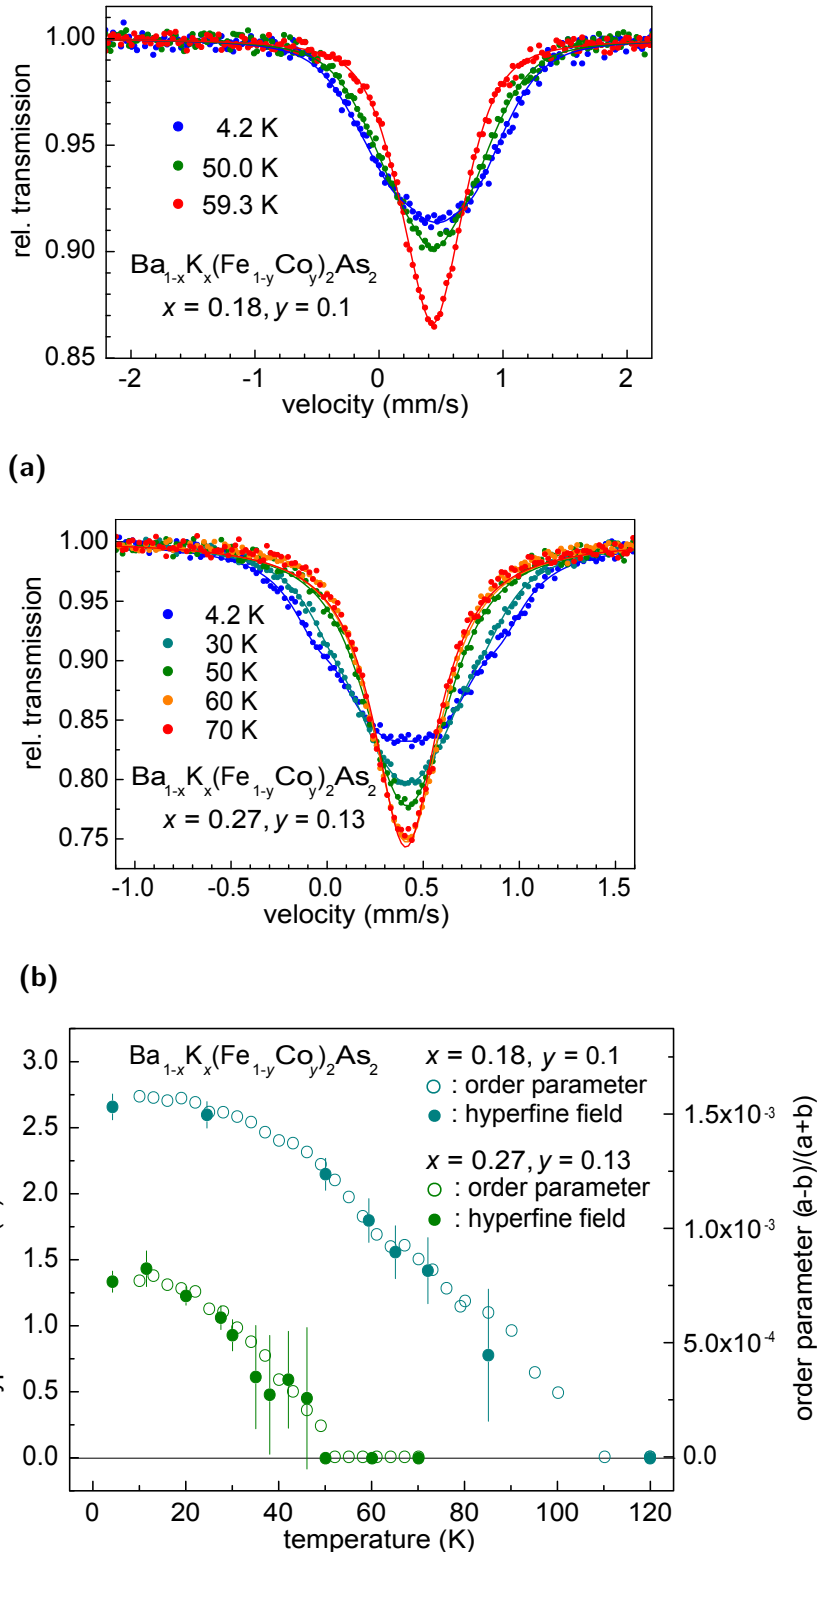 1.00
0.95
0.90
0.85
rel. transmission
4.2 K
50.0 K
59.3 K
Ba1-xKx(Fe1-yCoy)2As2
x = 0.18, y = 0.1
-2 -1 0 1 2
velocity (mm/s)
(a)
1.00
0.95
0.90
0.85
0.80
0.75
rel. transmission
4.2 K
30 K
50 K
60 K
70 K
Ba1-xKx(Fe1-yCoy)2As2
x = 0.27, y = 0.13
-1.0 -0.5 0.0 0.5 1.0 1.5
velocity (mm/s)
(b)
3.0
2.5
2.0
1.5
1.0
0.5
0.0
Ba1-xKx(Fe1-yCoy)2As2
x = 0.18, y = 0.1
: order parameter
: hyperfine field
x = 0.27, y = 0.13
: order parameter
: hyperfine field
1.5x10-3
1.0x10-3
5.0x10-4
0.0
order parameter (a-b)/(a+b)
0 20 40 60 80 100 120
temperature (K)